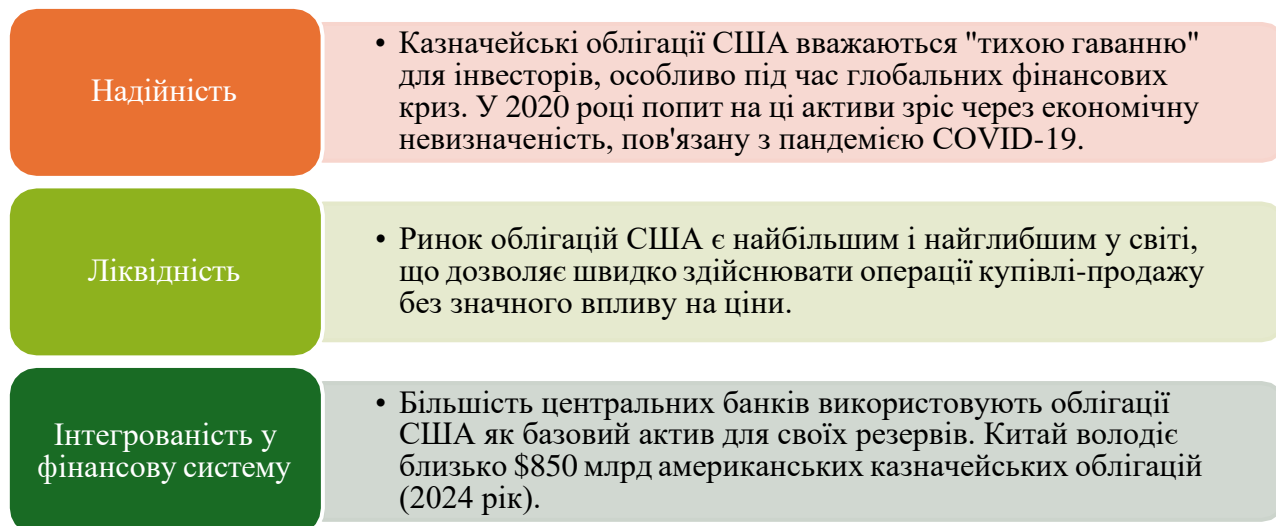 Надійність
• Казначейські облігації США вважаються "тихою гаванню"
для інвесторів, особливо під час глобальних фінансових
криз. У 2020 році попит на ці активи зріс через економічну
невизначеність, пов'язану з пандемією COVID-19.
Ліквідність
• Ринок облігацій США є найбільшим і найглибшим у світі,
що дозволяє швидко здійснювати операції купівлі-продажу
без значного впливу на ціни.
Інтегрованість у
фінансову систему
• Більшість центральних банків використовують облігації
США як базовий актив для своїх резервів. Китай володіє
близько $850 млрд американських казначейських облігацій
(2024 рік).